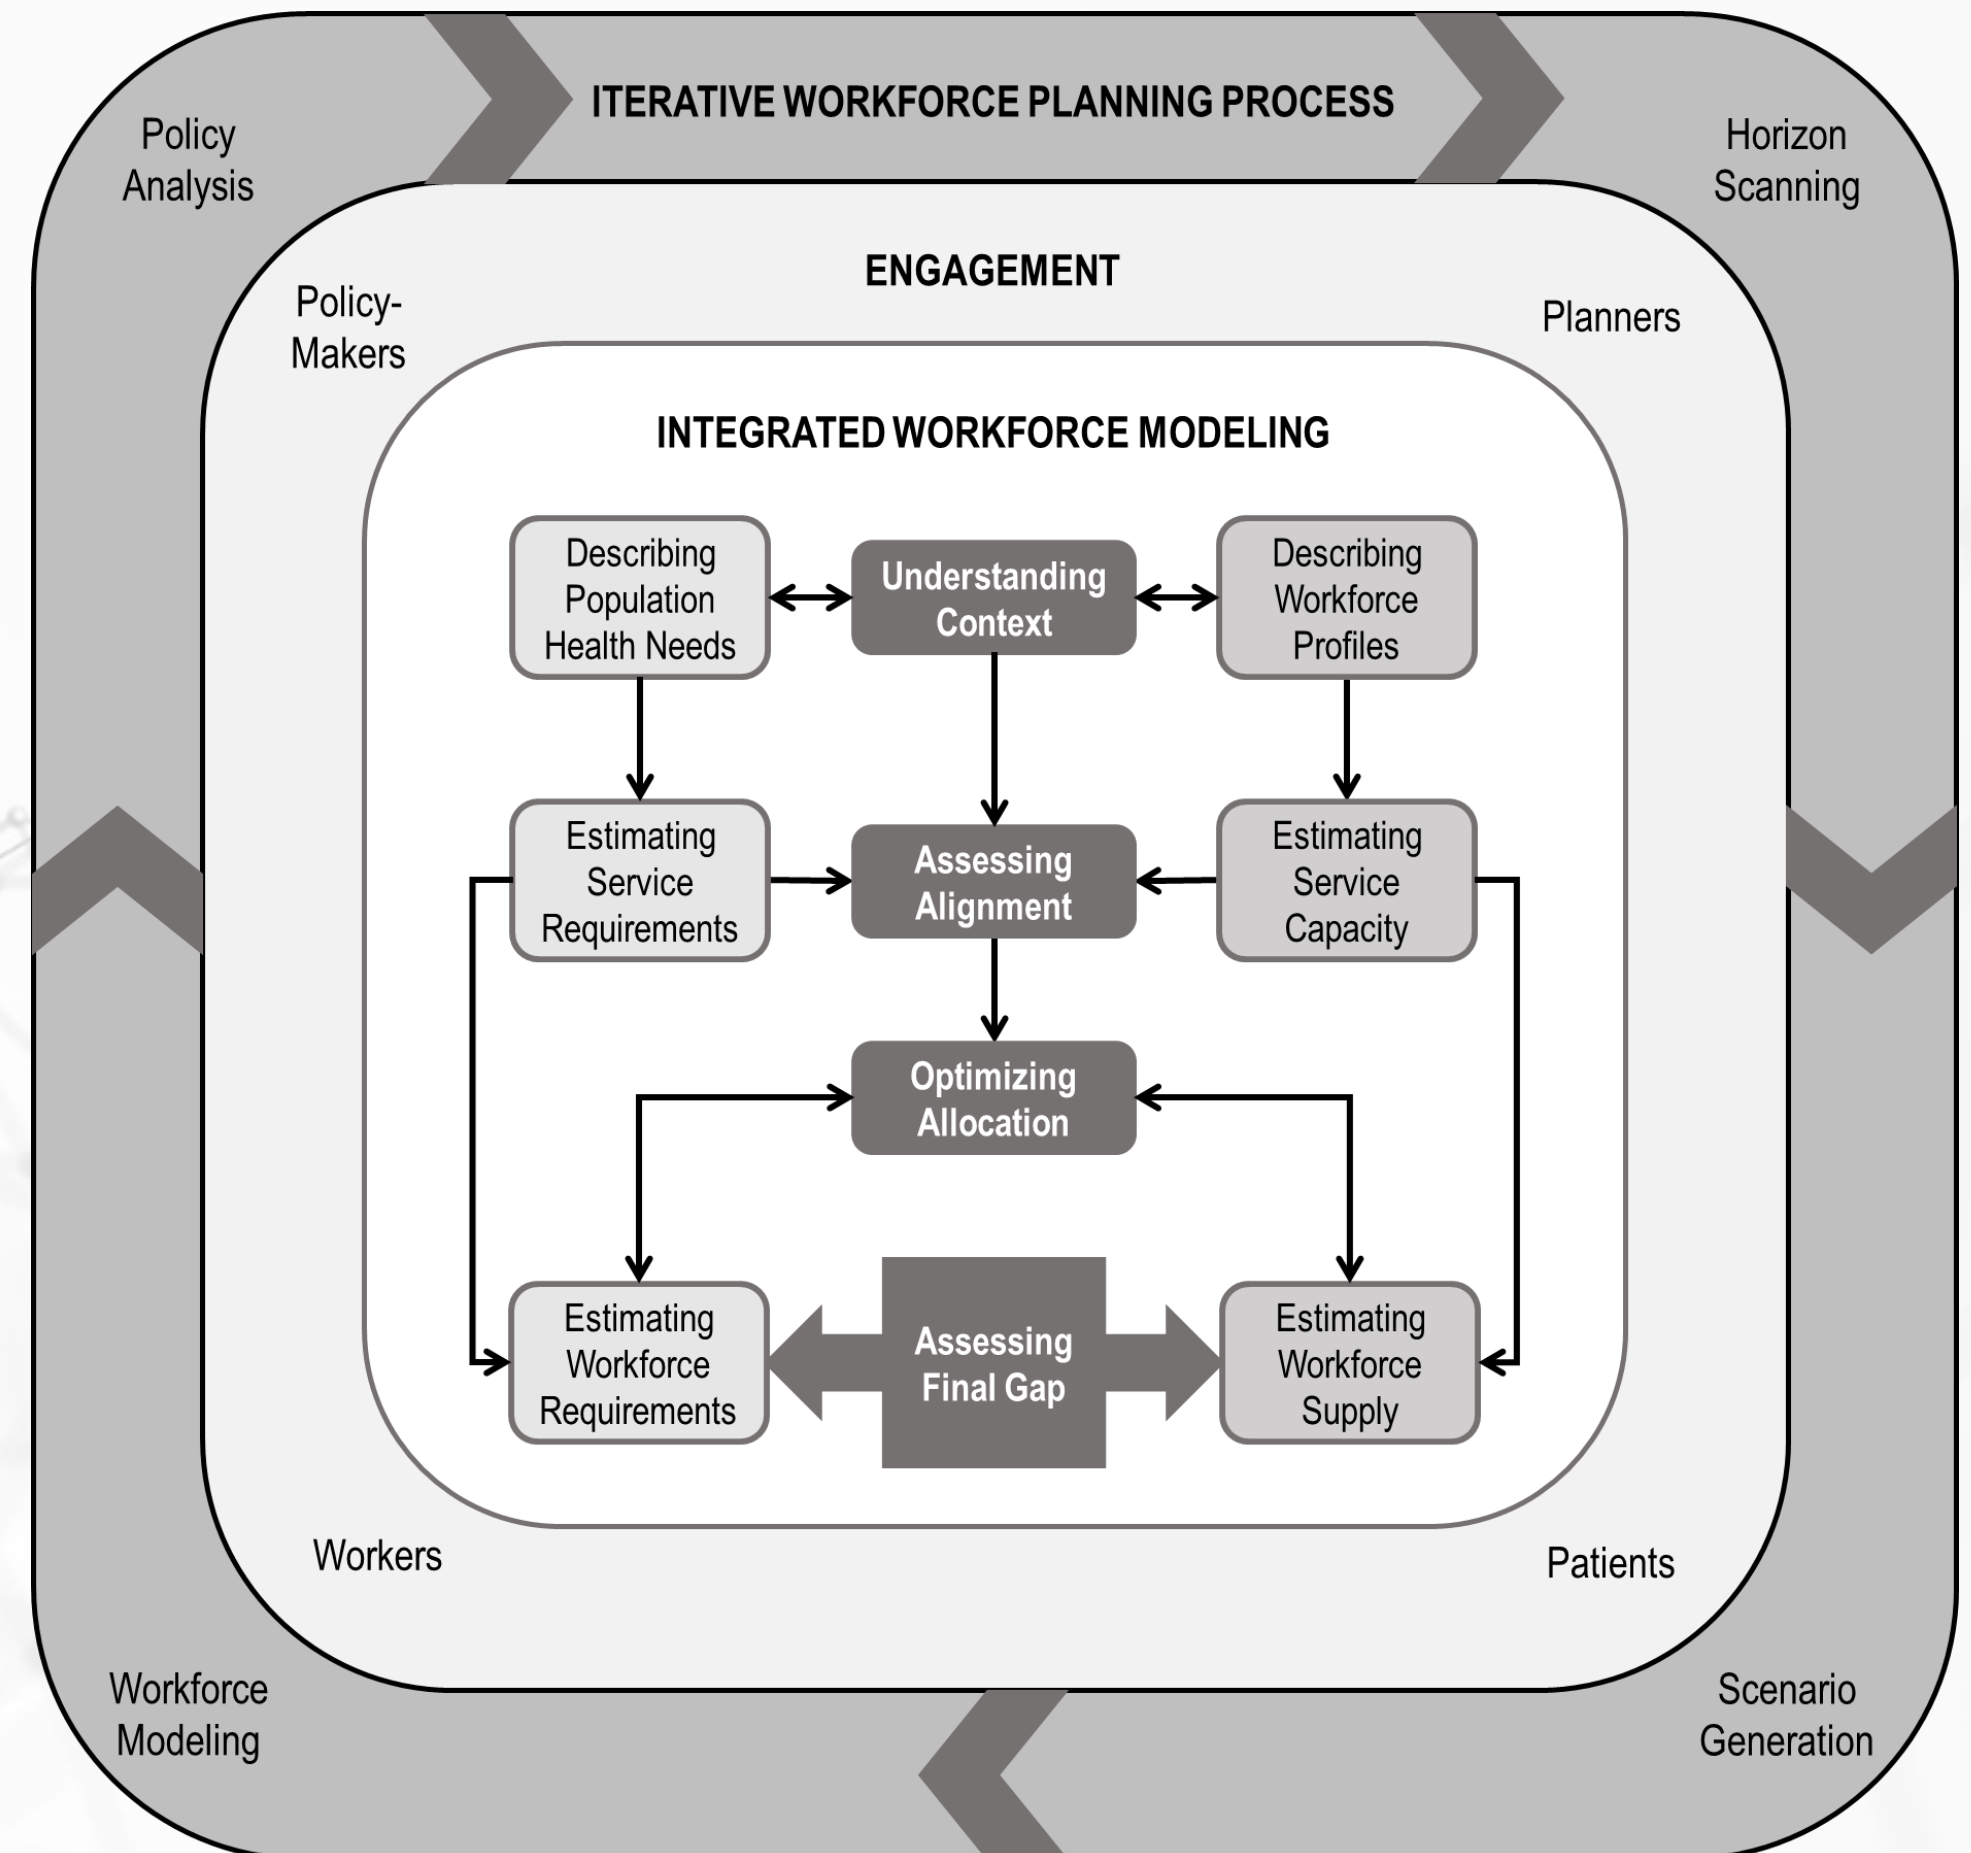 ITERATIVE WORKFORCE PLANNING PROCESS
Policy
Analysis
Horizon
Scanning
ENGAGEMENT
Policy-
Makers
Planners
INTEGRATED WORKFORCE MODELING
Describing
Population
Health Needs
Understanding
Context
Describing
Workforce
Profiles
Estimating
Service
Requirements
Assessing
Alignment
Estimating
Service
Capacity
Optimizing
Allocation
Estimating
Workforce
Requirements
Assessing
Final Gap
Estimating
Workforce
Supply
Workers
Patients
Workforce
Modeling
Scenario
Generation